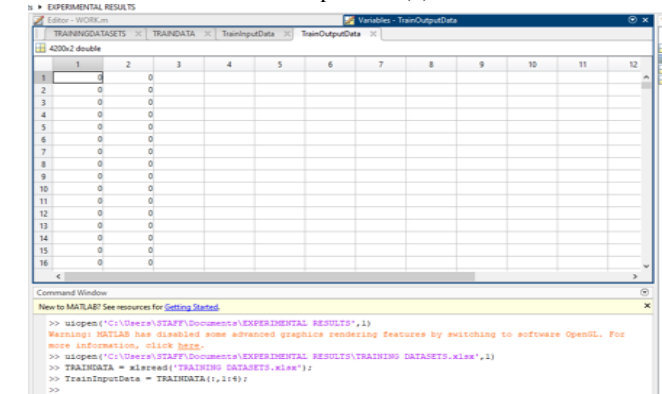 ▸ EXPERIMENTAL RESULTS
Editor - WORK.m Variables - TrainOutputData
TRAININGDATASETS TRAINDATA TrainInputData TrainOutputData
4200x2 double
1 2 3 4 5 6 7 8 9 10 11 12
1 0 0
2 0 0
3 0 0
4 0 0
5 0 0
6 0 0
7 0 0
8 0 0
9 0 0
10 0 0
11 0 0
12 0 0
13 0 0
14 0 0
15 0 0
16 0 0
Command Window
New to MATLAB? See resources for Getting Started.
>> uiopen('C:\Users\STAFF\Documents\EXPERIMENTAL RESULTS',1)
Warning: MATLAB has disabled some advanced graphics rendering features by switching to software OpenGL. For
more information, click here.
>> uiopen('C:\Users\STAFF\Documents\EXPERIMENTAL RESULTS\TRAINING DATASETS.xlsx',1)
>> TRAINDATA = xlsread('TRAINING DATASETS.xlsx');
>> TrainInputData = TRAINDATA(:,1:6);
>>